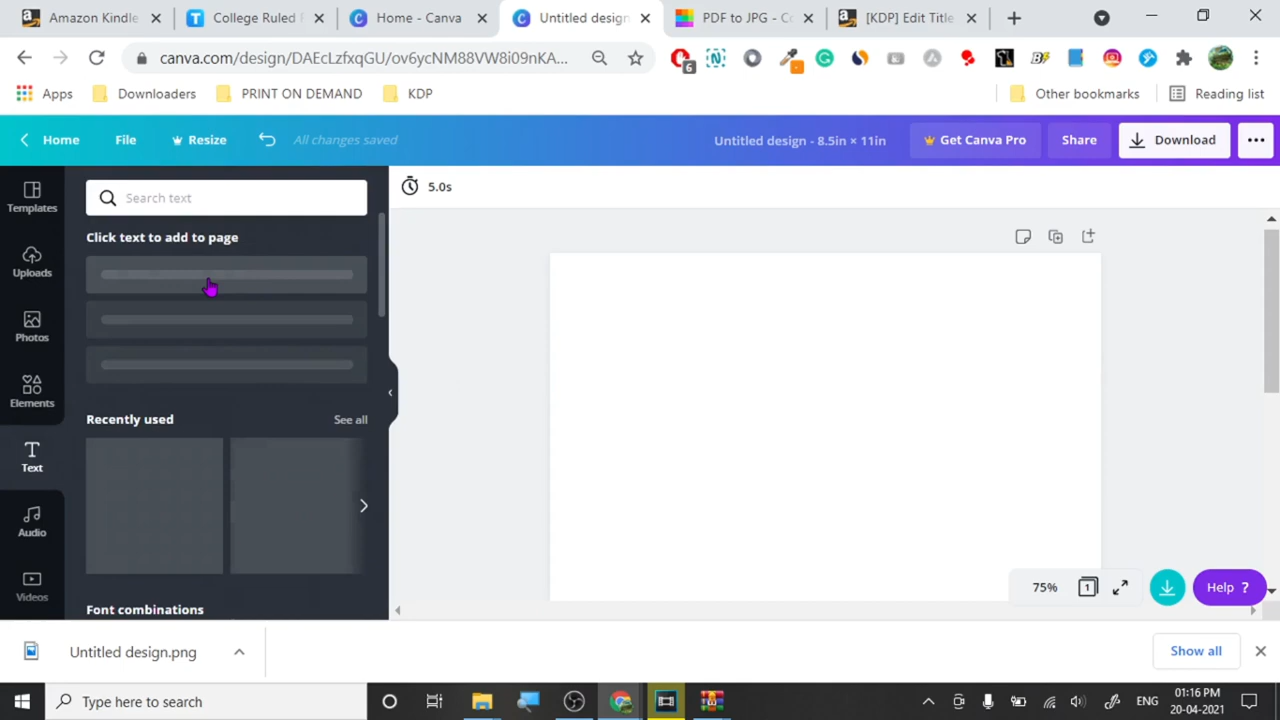 Amazon Kindle
College Ruled
Home - Canva
Untitled design
PDF to JPG - C
[KDP] Edit Title
canva.com/design/DAEcLzfxqGU/ov6ycNM88VW8i09nKA...
6
Apps
Downloaders
PRINT ON DEMAND
KDP
Other bookmarks
Reading list
Home
File
Resize
All changes saved
Untitled design - 8.5in × 11in
Get Canva Pro
Share
Download
Templates
Search text
5.0s
Click text to add to page
Uploads
Photos
Elements
Recently used
See all
Text
Audio
Videos
Font combinations
75%
1
Help ?
Untitled design.png
Show all
Type here to search
ENG
01:16 PM
20-04-2021